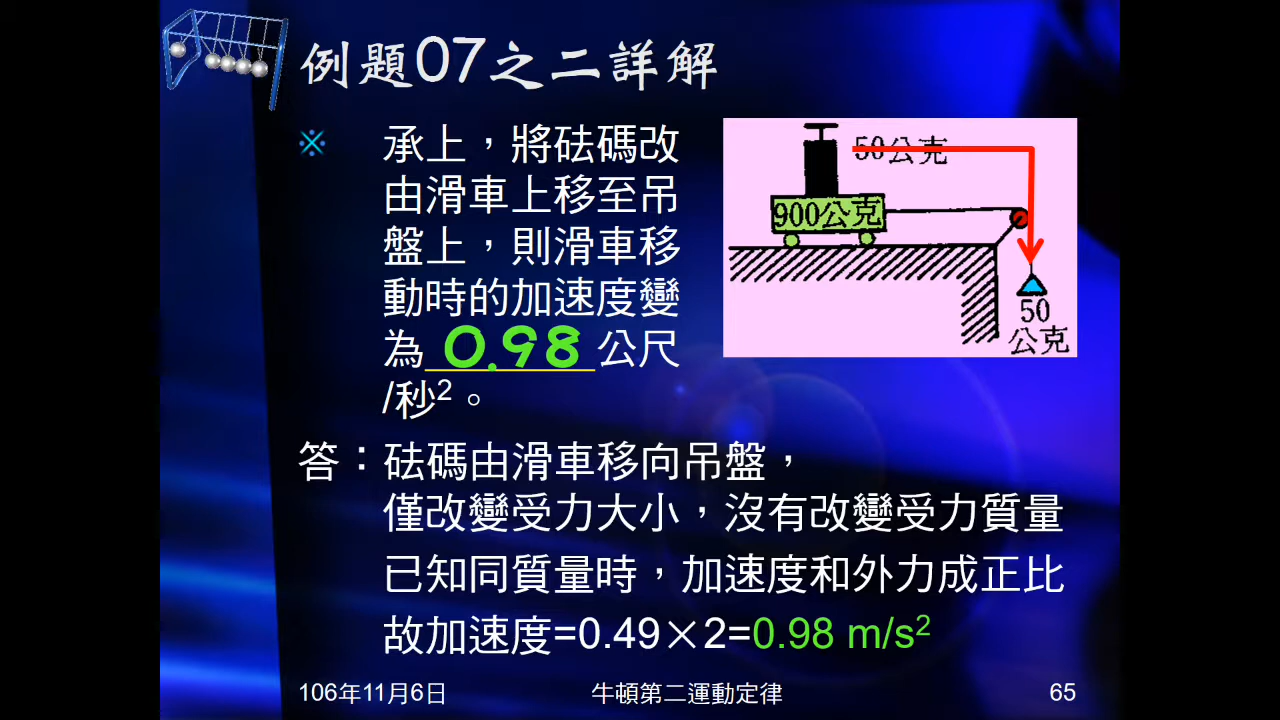 例題07之二詳解
※ 承上，將砝碼改
由滑車上移至吊
盤上，則滑車移
動時的加速度變
為 0.98 公尺
/秒²。
50公克
900公克
50
公克
答：砝碼由滑車移向吊盤，
僅改變受力大小，沒有改變受力質量
已知同質量時，加速度和外力成正比
故加速度=0.49×2=0.98 m/s²
106年11月6日
牛頓第二運動定律
65